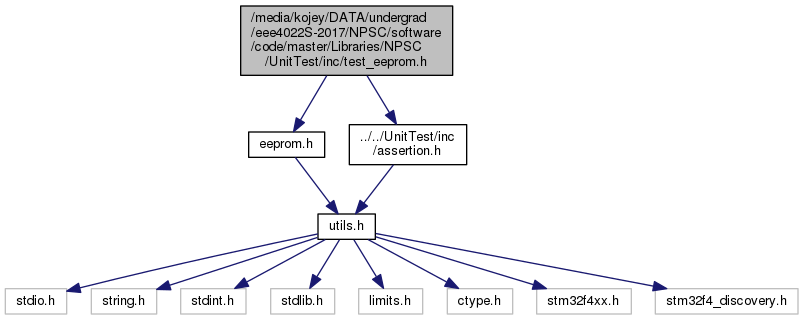 /media/kojey/DATA/undergrad
/eee4022S-2017/NPSC/software
/code/master/Libraries/NPSC
/UnitTest/inc/test_eeprom.h
eeprom.h
../../UnitTest/inc
/assertion.h
utils.h
stdio.h
string.h
stdint.h
stdlib.h
limits.h
ctype.h
stm32f4xx.h
stm32f4_discovery.h